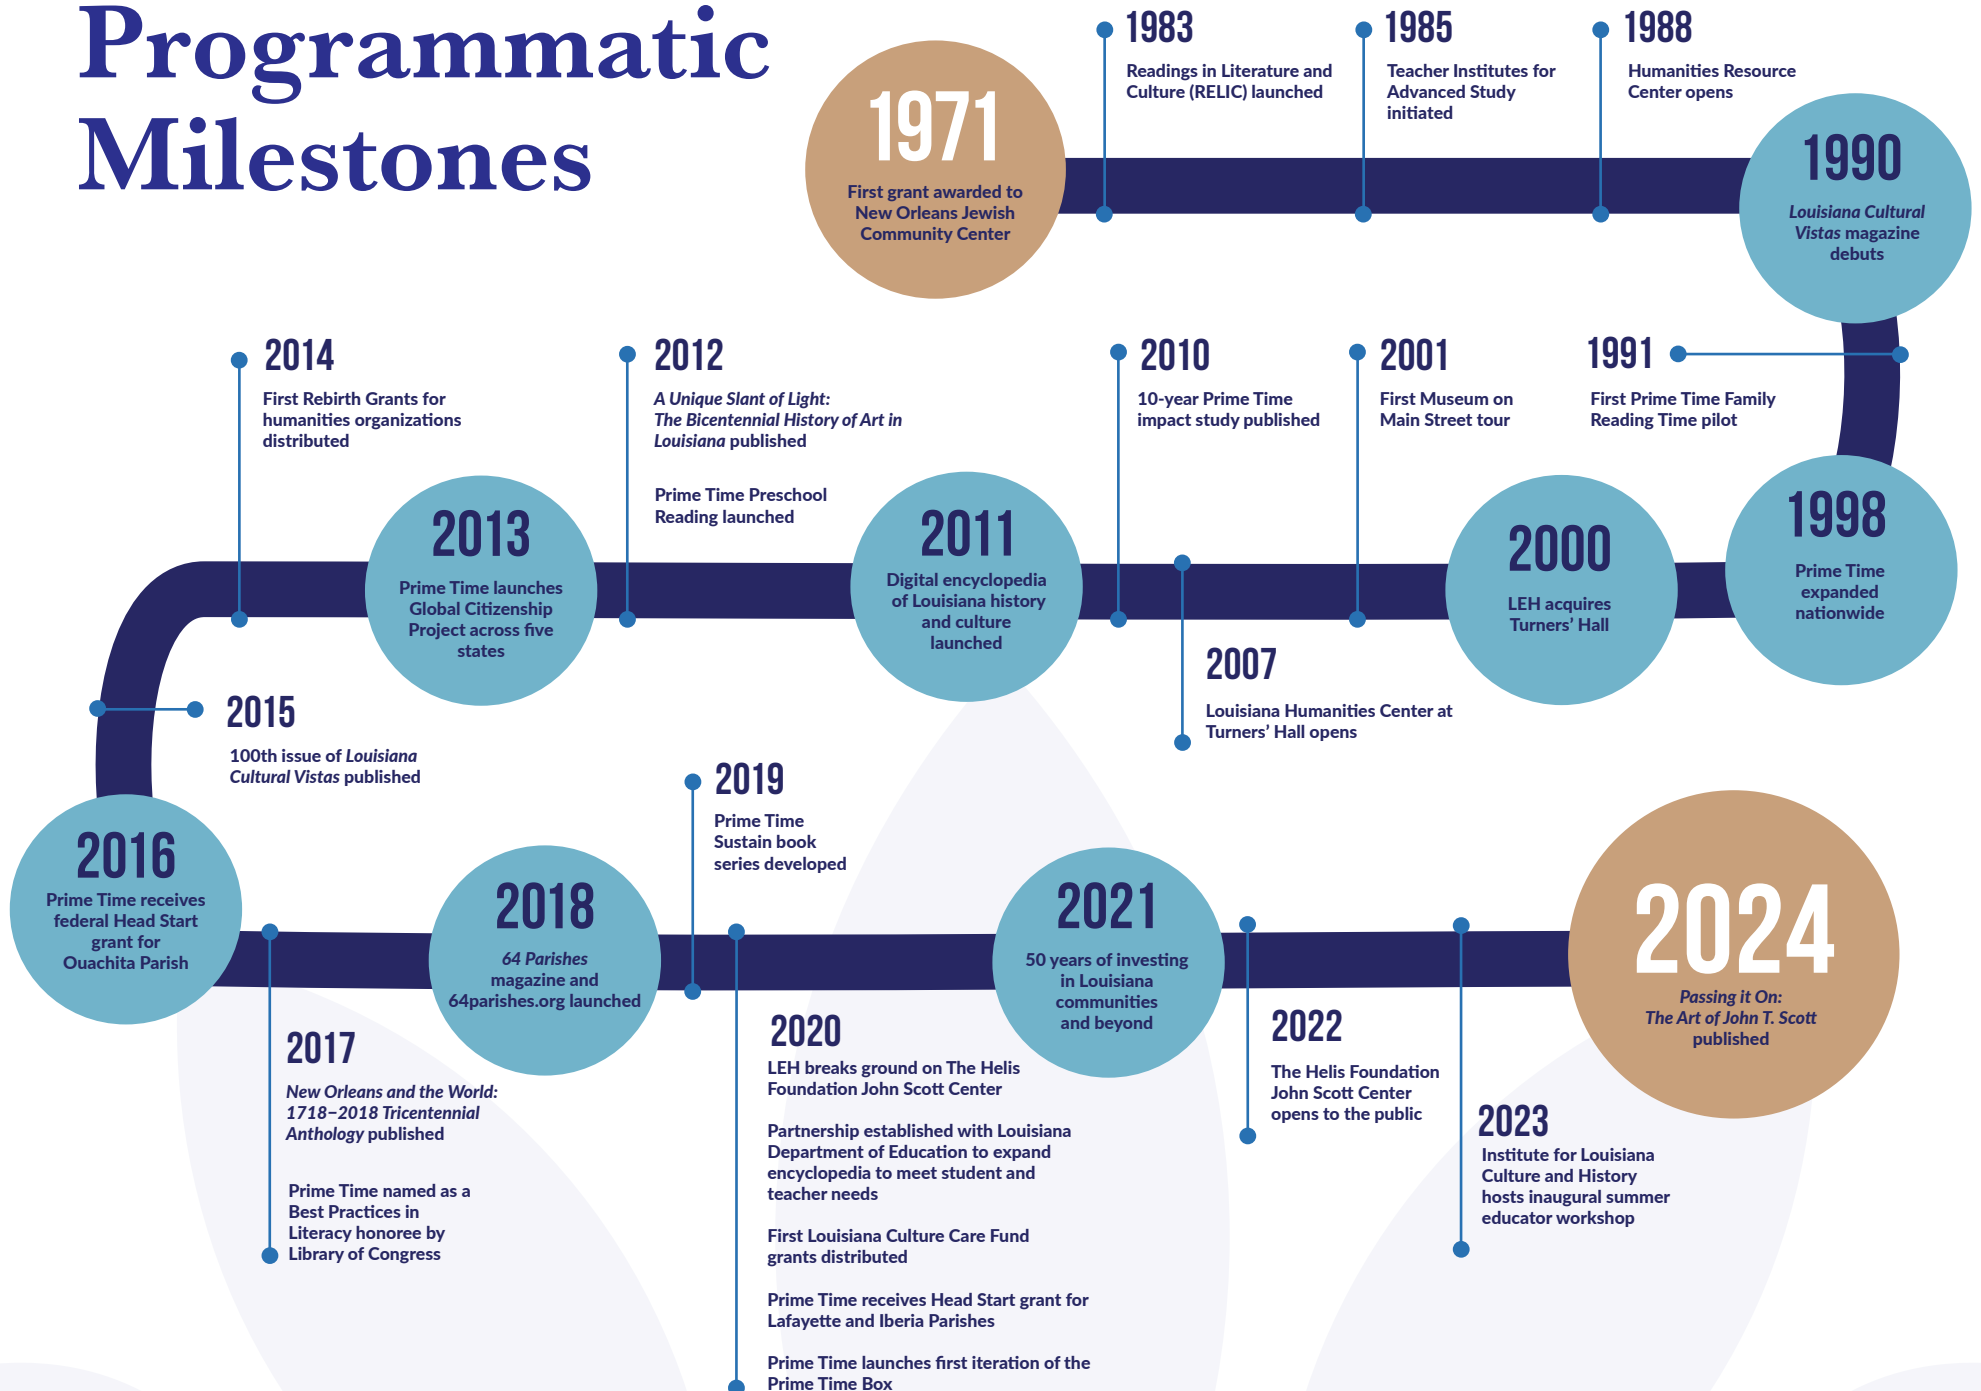 Programmatic
Milestones
1971
First grant awarded to
New Orleans Jewish
Community Center
1983
Readings in Literature and
Culture (RELIC) launched
1985
Teacher Institutes for
Advanced Study
initiated
1988
Humanities Resource
Center opens
1990
Louisiana Cultural
Vistas magazine
debuts
1991
First Prime Time Family
Reading Time pilot
1998
Prime Time
expanded
nationwide
2000
LEH acquires
Turners’ Hall
2001
First Museum on
Main Street tour
2007
Louisiana Humanities Center at
Turners’ Hall opens
2010
10-year Prime Time
impact study published
2011
Digital encyclopedia
of Louisiana history
and culture
launched
2012
A Unique Slant of Light:
The Bicentennial History of Art in
Louisiana published
Prime Time Preschool
Reading launched
2013
Prime Time launches
Global Citizenship
Project across five
states
2014
First Rebirth Grants for
humanities organizations
distributed
2015
100th issue of Louisiana
Cultural Vistas published
2016
Prime Time receives
federal Head Start
grant for
Ouachita Parish
2017
New Orleans and the World:
1718–2018 Tricentennial
Anthology published
Prime Time named as a
Best Practices in
Literacy honoree by
Library of Congress
2018
64 Parishes
magazine and
64parishes.org launched
2019
Prime Time
Sustain book
series developed
2020
LEH breaks ground on The Helis
Foundation John Scott Center
Partnership established with Louisiana
Department of Education to expand
encyclopedia to meet student and
teacher needs
First Louisiana Culture Care Fund
grants distributed
Prime Time receives Head Start grant for
Lafayette and Iberia Parishes
Prime Time launches first iteration of the
Prime Time Box
2021
50 years of investing
in Louisiana
communities
and beyond
2022
The Helis Foundation
John Scott Center
opens to the public
2023
Institute for Louisiana
Culture and History
hosts inaugural summer
educator workshop
2024
Passing it On:
The Art of John T. Scott
published